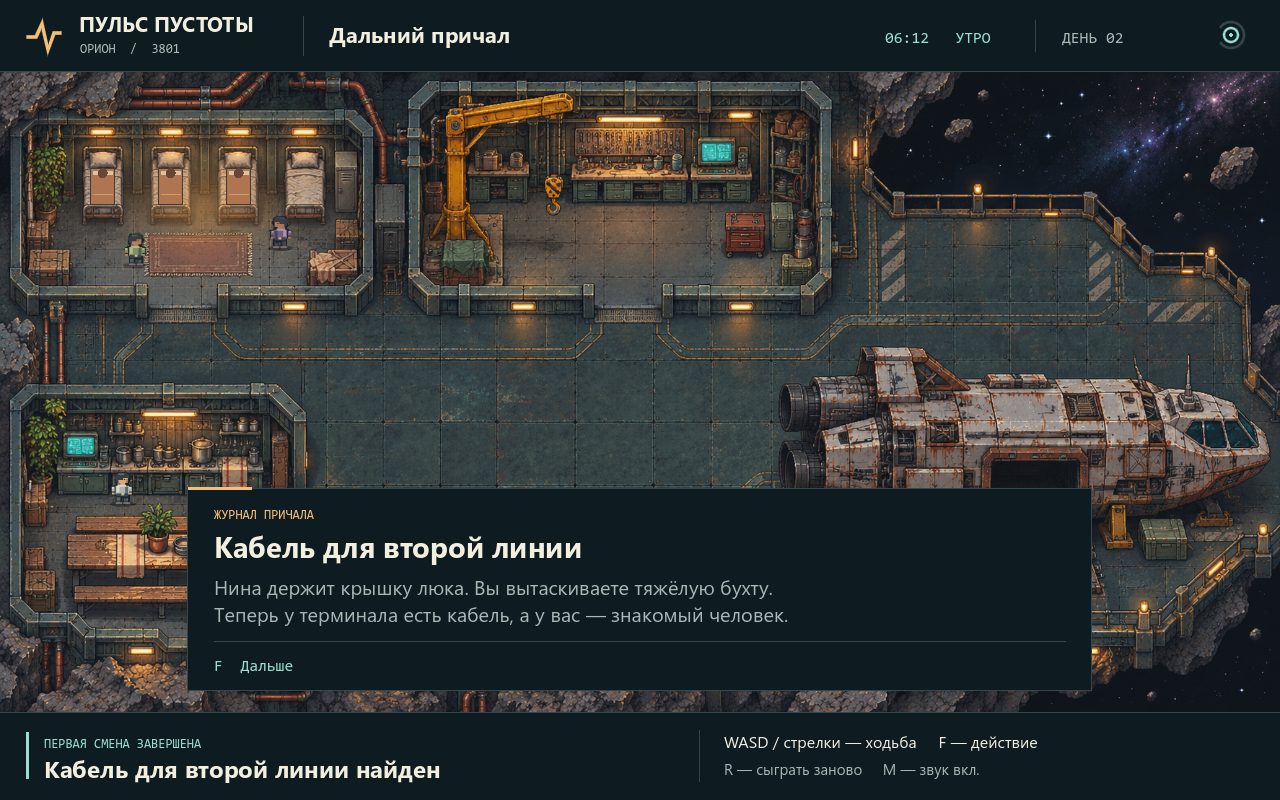 ПУЛЬС ПУСТОТЫ
ОРИОН / 3801
Дальний причал
06:12 УТРО
ДЕНЬ 02
ЖУРНАЛ ПРИЧАЛА
Кабель для второй линии
Нина держит крышку люка. Вы вытаскиваете тяжёлую бухту.
Теперь у терминала есть кабель, а у вас — знакомый человек.
F Дальше
ПЕРВАЯ СМЕНА ЗАВЕРШЕНА
Кабель для второй линии найден
WASD / стрелки — ходьба F — действие
R — сыграть заново M — звук вкл.